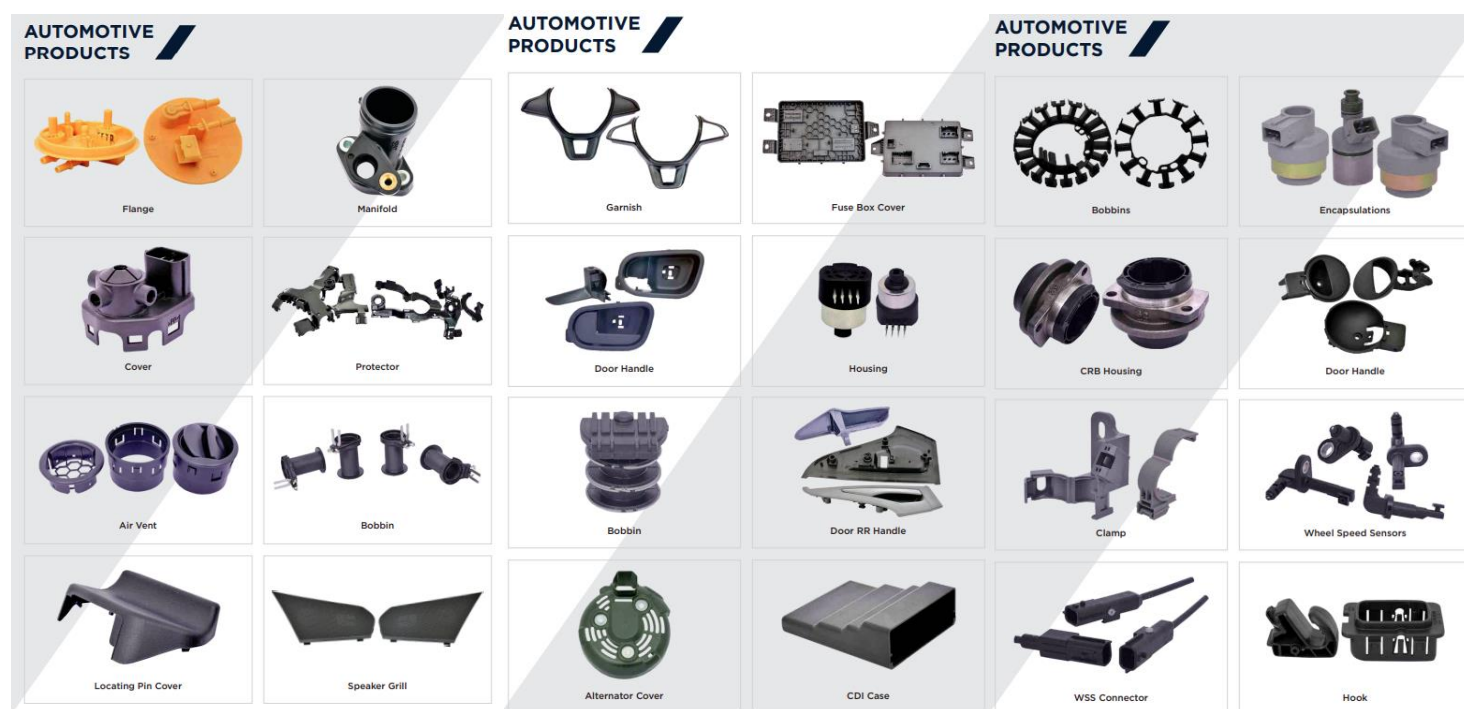 AUTOMOTIVE
PRODUCTS
Flange
Manifold
Cover
Protector
Air Vent
Bobbin
Locating Pin Cover
Speaker Grill
AUTOMOTIVE
PRODUCTS
Garnish
Fuse Box Cover
Door Handle
Housing
Bobbin
Door RR Handle
Alternator Cover
CDI Case
AUTOMOTIVE
PRODUCTS
Bobbins
Encapsulations
CRB Housing
Door Handle
Clamp
Wheel Speed Sensors
WSS Connector
Hook